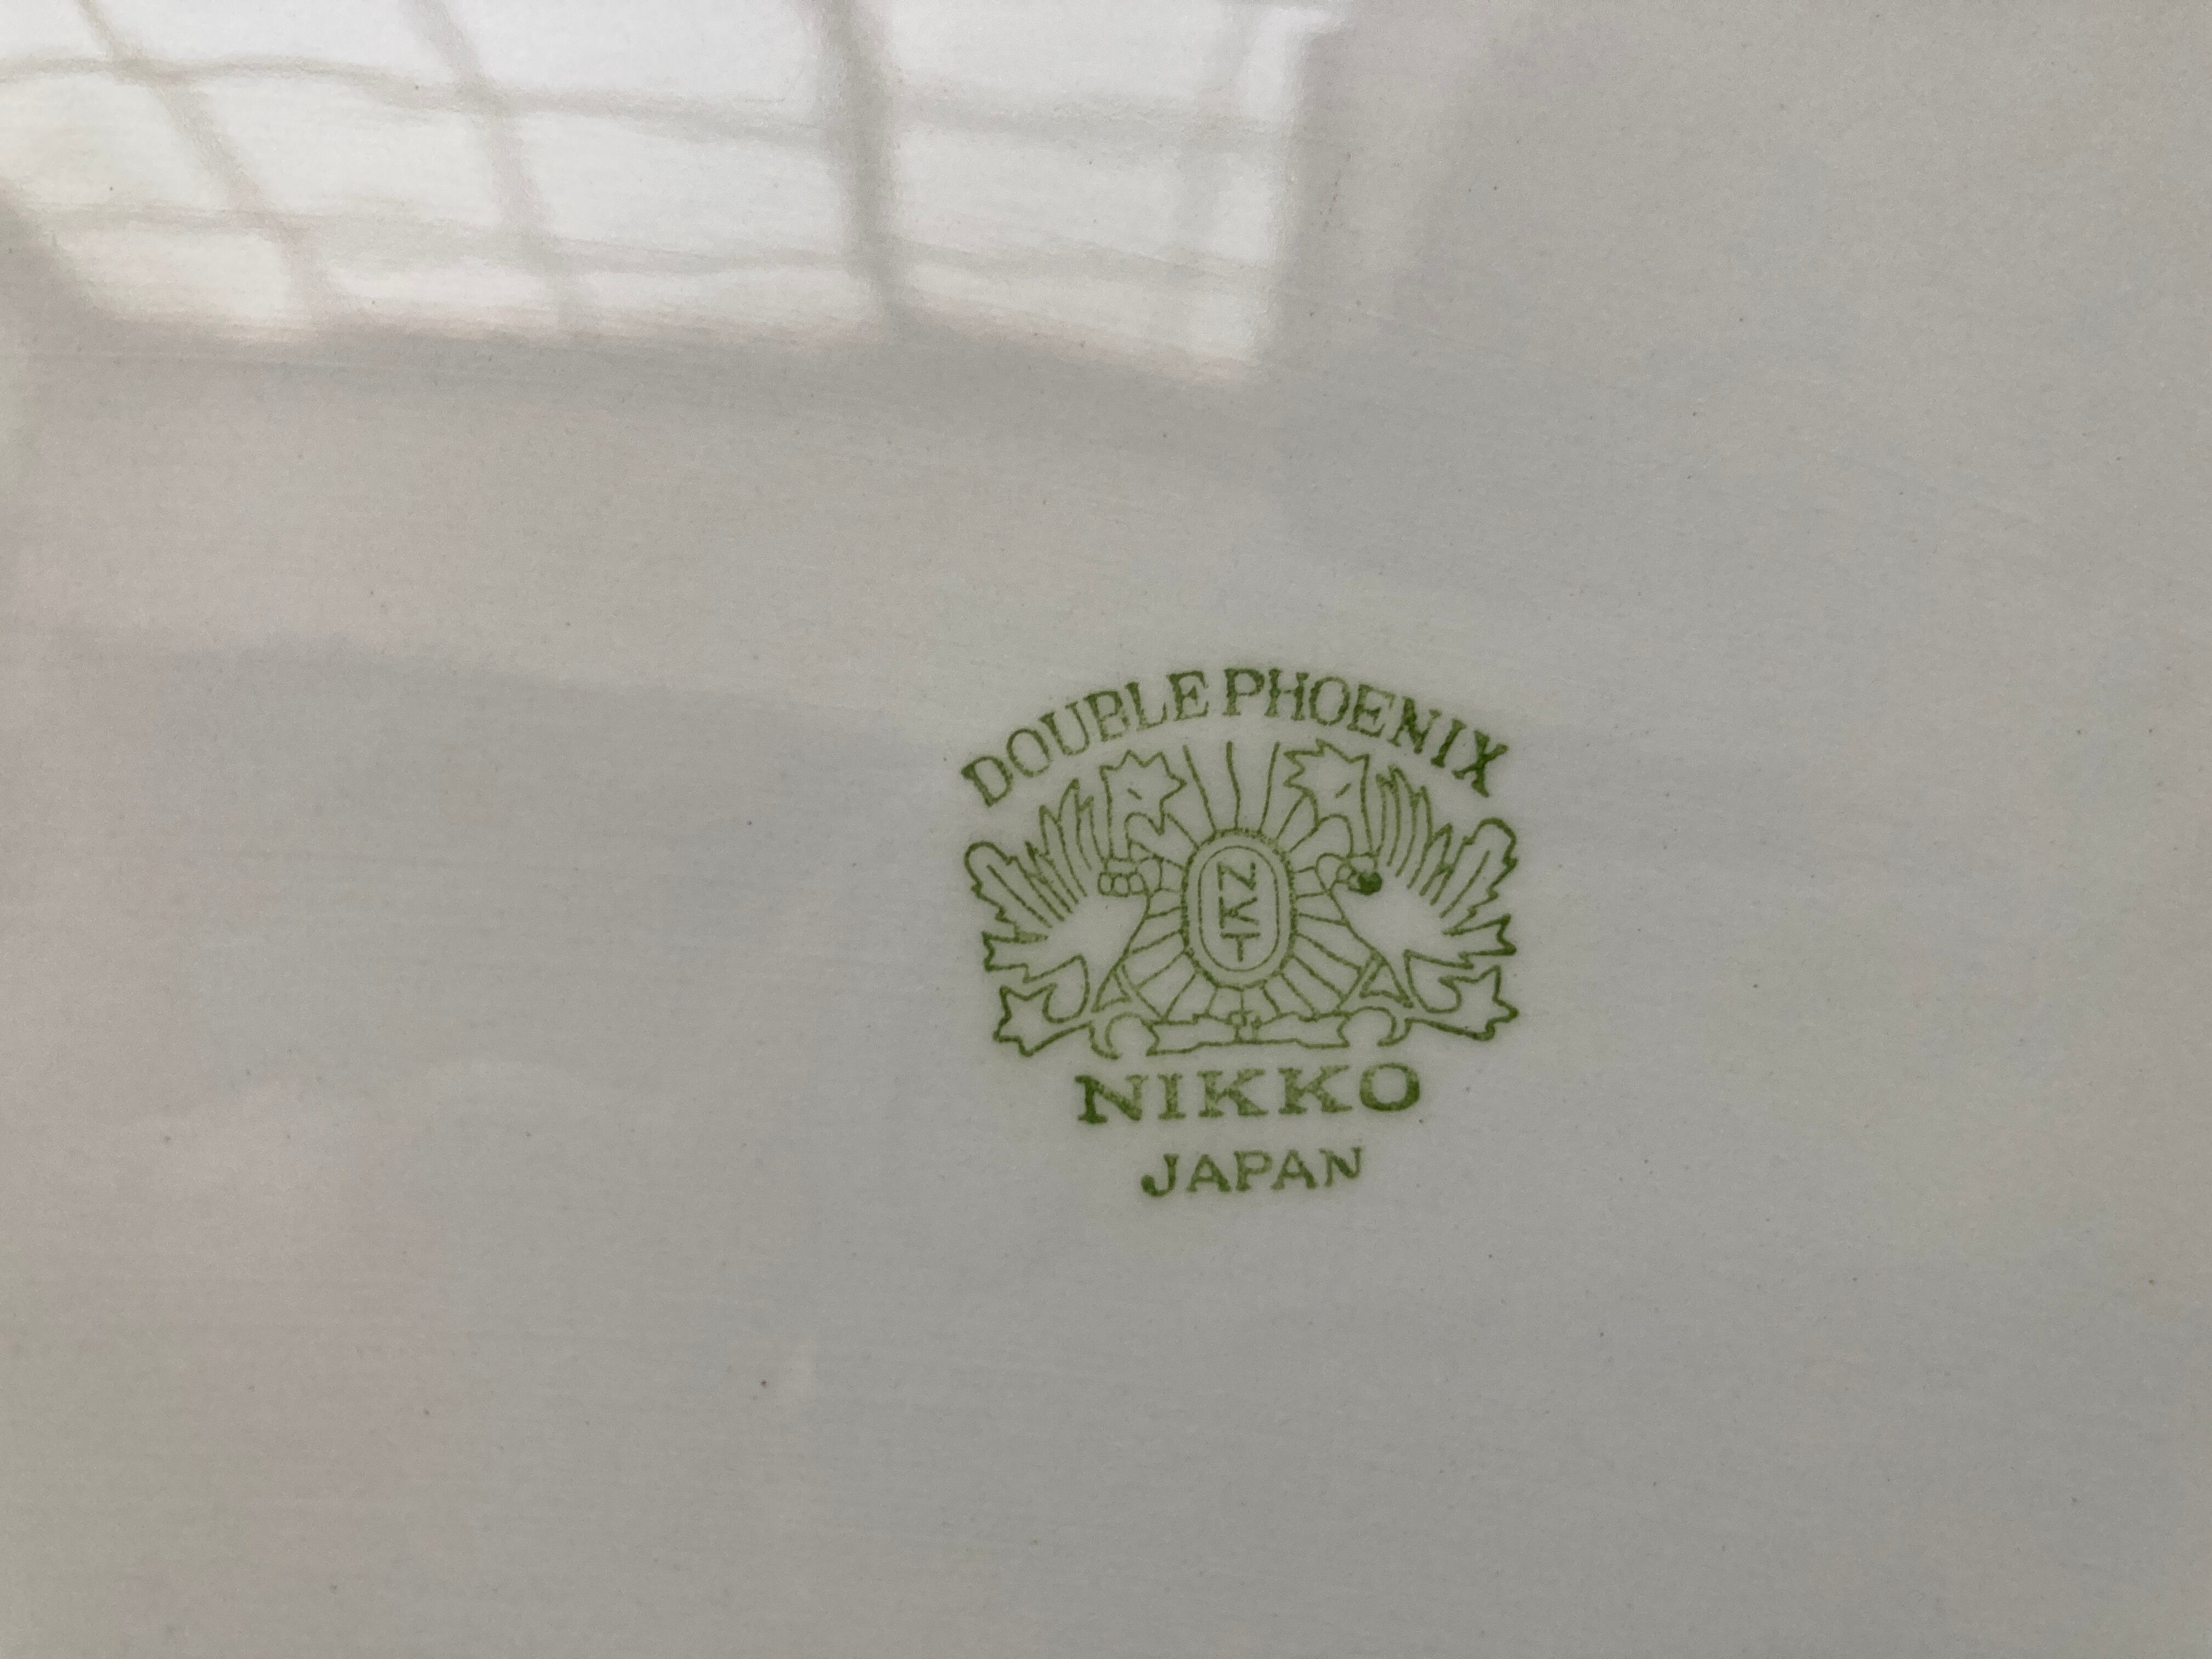 DOUBLE PHOENIX
NKT
NIKKO
JAPAN